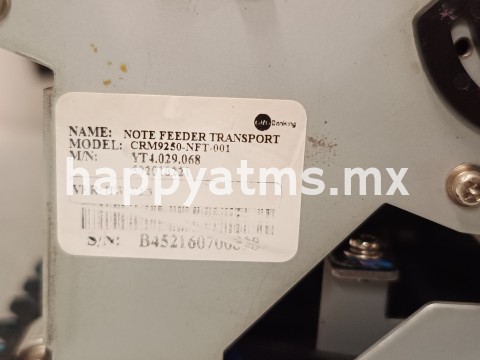 GRG Banking
NAME: NOTE FEEDER TRANSPORT
MODEL: CRM9250-NFT-001
M/N: YT4.029.068
happyatms.mx
S/N: